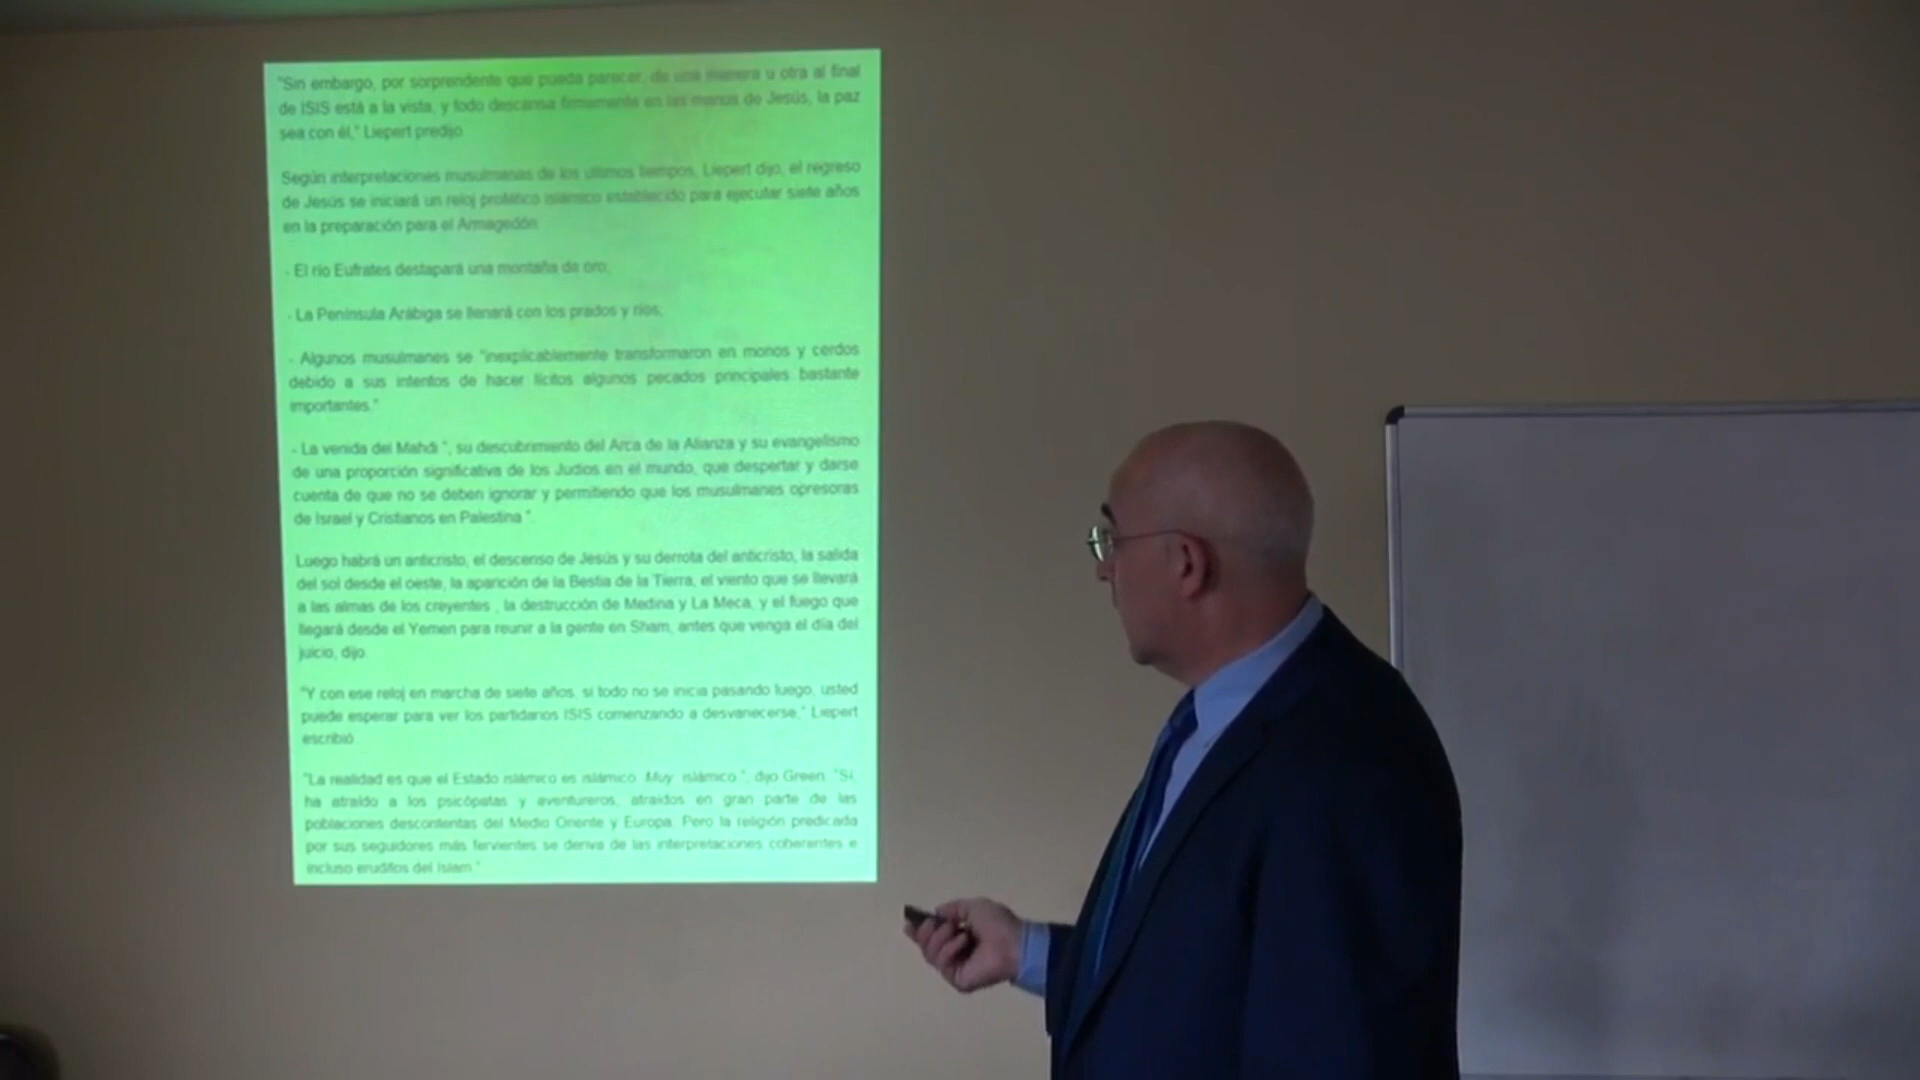 "Sin embargo, por sorprendente que pueda parecer, de una manera u otra al final
de ISIS está a la vista, y todo descansa firmemente en las manos de Jesús, la paz
sea con él," Liepert predijo.
Según interpretaciones musulmanas de los últimos tiempos, Liepert dijo, el regreso
de Jesús se iniciará un reloj profético islámico establecido para ejecutar siete años
en la preparación para el Armagedón.
- El río Eufrates destapará una montaña de oro;
- La Península Arábiga se llenará con los prados y ríos;
- Algunos musulmanes se "inexplicablemente transformaron en monos y cerdos
debido a sus intentos de hacer lícitos algunos pecados principales bastante
importantes."
- La venida del Mahdi ", su descubrimiento del Arca de la Alianza y su evangelismo
de una proporción significativa de los Judios en el mundo, que despertar y darse
cuenta de que no se deben ignorar y permitiendo que los musulmanes opresoras
de Israel y Cristianos en Palestina ".
Luego habrá un anticristo, el descenso de Jesús y su derrota del anticristo, la salida
del sol desde el oeste, la aparición de la Bestia de la Tierra, el viento que se llevará
a las almas de los creyentes , la destrucción de Medina y La Meca, y el fuego que
llegará desde el Yemen para reunir a la gente en Sham, antes que venga el día del
juicio, dijo.
"Y con ese reloj en marcha de siete años, si todo no se inicia pasando luego, usted
puede esperar para ver los partidarios ISIS comenzando a desvanecerse," Liepert
escribió.
"La realidad es que el Estado islámico es islámico. Muy islámico ", dijo Green. "Sí,
ha atraído a los psicópatas y aventureros, atraídos en gran parte de las
poblaciones descontentas del Medio Oriente y Europa. Pero la religión predicada
por sus seguidores más fervientes se deriva de las interpretaciones coherentes e
incluso eruditos del Islam."